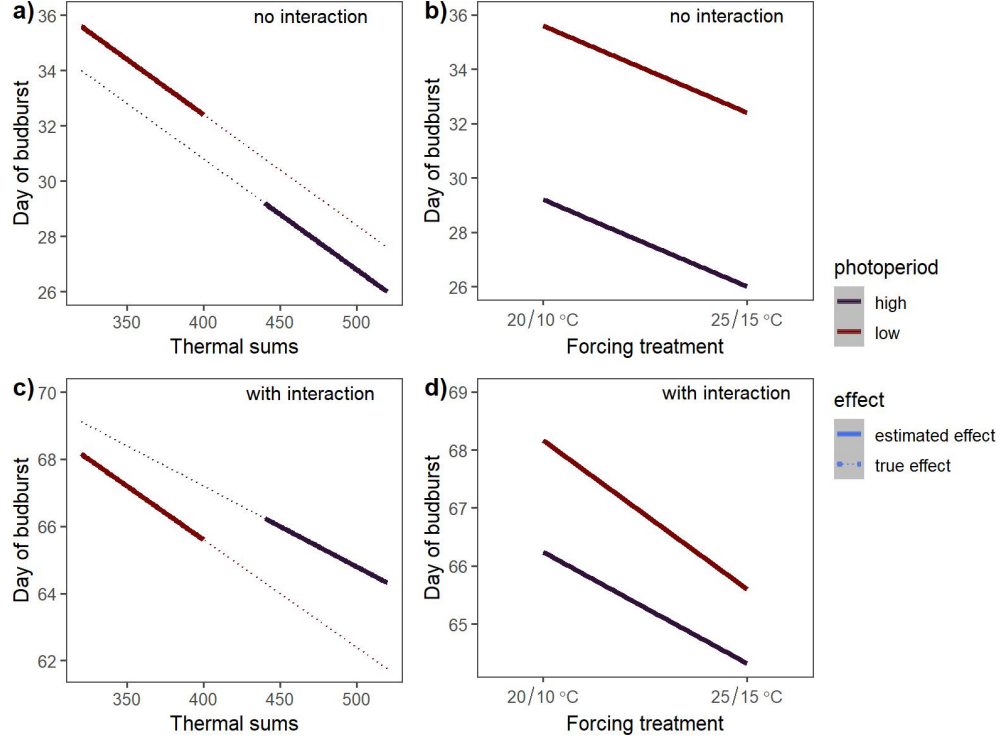 a)
no interaction
36
34
32
30
28
26
Day of budburst
350
400
450
500
Thermal sums
b)
no interaction
36
34
32
30
28
26
Day of budburst
20/10 °C
25/15 °C
Forcing treatment
c)
with interaction
70
68
66
64
62
Day of budburst
350
400
450
500
Thermal sums
d)
with interaction
69
68
67
66
65
Day of budburst
20/10 °C
25/15 °C
Forcing treatment
photoperiod
high
low
effect
estimated effect
true effect